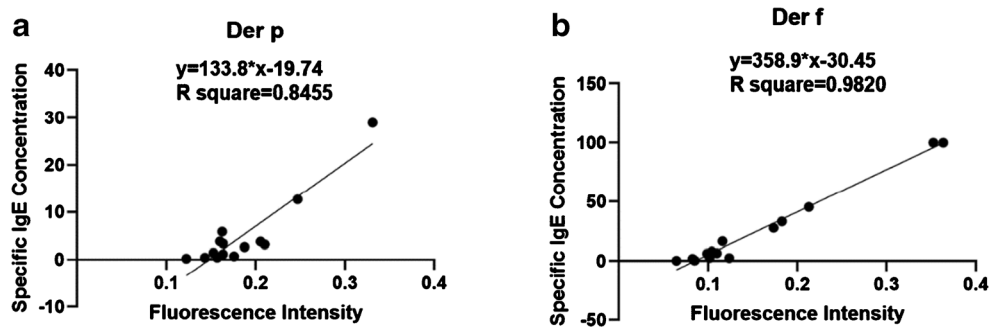 a
Der p
y=133.8*x-19.74
R square=0.8455
Specific IgE Concentration
40
30
20
10
0
-10
0.1
0.2
0.3
0.4
Fluorescence Intensity
b
Der f
y=358.9*x-30.45
R square=0.9820
Specific IgE Concentration
150
100
50
0
-50
0.1
0.2
0.3
0.4
Fluorescence Intensity